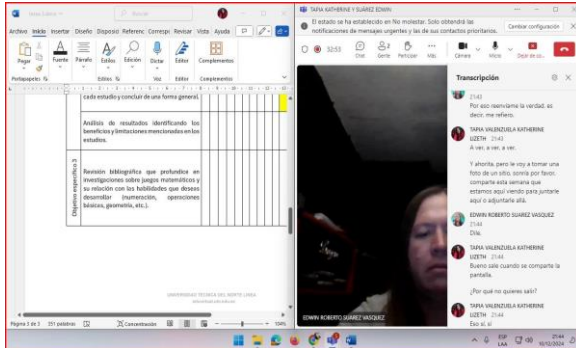 Buscar
Archivo Inicio Insertar Diseño Disposici Referenc Correspi Revisar Vista Ayuda
Pegar
Fuente
Párrafo
Estilos
Edición
Dictar
Editor
Complementos
Portapapeles
Estilos
Voz
Editor
Complementos
cada estudio y concluir de una forma general.
Análisis de resultados identificando los
beneficios y limitaciones mencionadas en los
estudios.
Objetivo específico 3
Revisión bibliográfica que profundice en
investigaciones sobre juegos matemáticos y
su relación con las habilidades que deseas
desarrollar (numeración, operaciones
básicas, geometría, etc.).
UNIVERSIDAD TÉCNICA DEL NORTE
Página 3 de 3
351 palabras
Concentración
104%
TAPIA KATHERINE Y SUÁREZ EDWIN
El estado se ha establecido en No molestar. Solo obtendrás las
notificaciones de mensajes urgentes y las de sus contactos prioritarios.
Cambiar configuración
32:53
Chat
Gente
Participar
Más
Cámara
Micro
Dejar de co...
EDWIN ROBERTO SUAREZ VASQUEZ
Transcripción
21:43
Por eso reenvíame la verdad, es
decir, me refiero.
TAPIA VALENZUELA KATHERINE
LIZETH 21:43
A ver, a ver, a ver.
Y ahorita, pero le voy a tomar una
foto de un sitio, sonría por favor,
comparte esta semana que
estamos aquí viendo para juntarle
aquí o adjuntarle allá.
EDWIN ROBERTO SUAREZ VASQUEZ
21:44
Dile.
TAPIA VALENZUELA KATHERINE
LIZETH 21:44
Bueno sale cuando se comparte la
pantalla.
¿Por qué no quieres salir?
TAPIA VALENZUELA KATHERINE
LIZETH 21:44
Eso sí, sí
ESP
LAA
21:44
10/12/2024